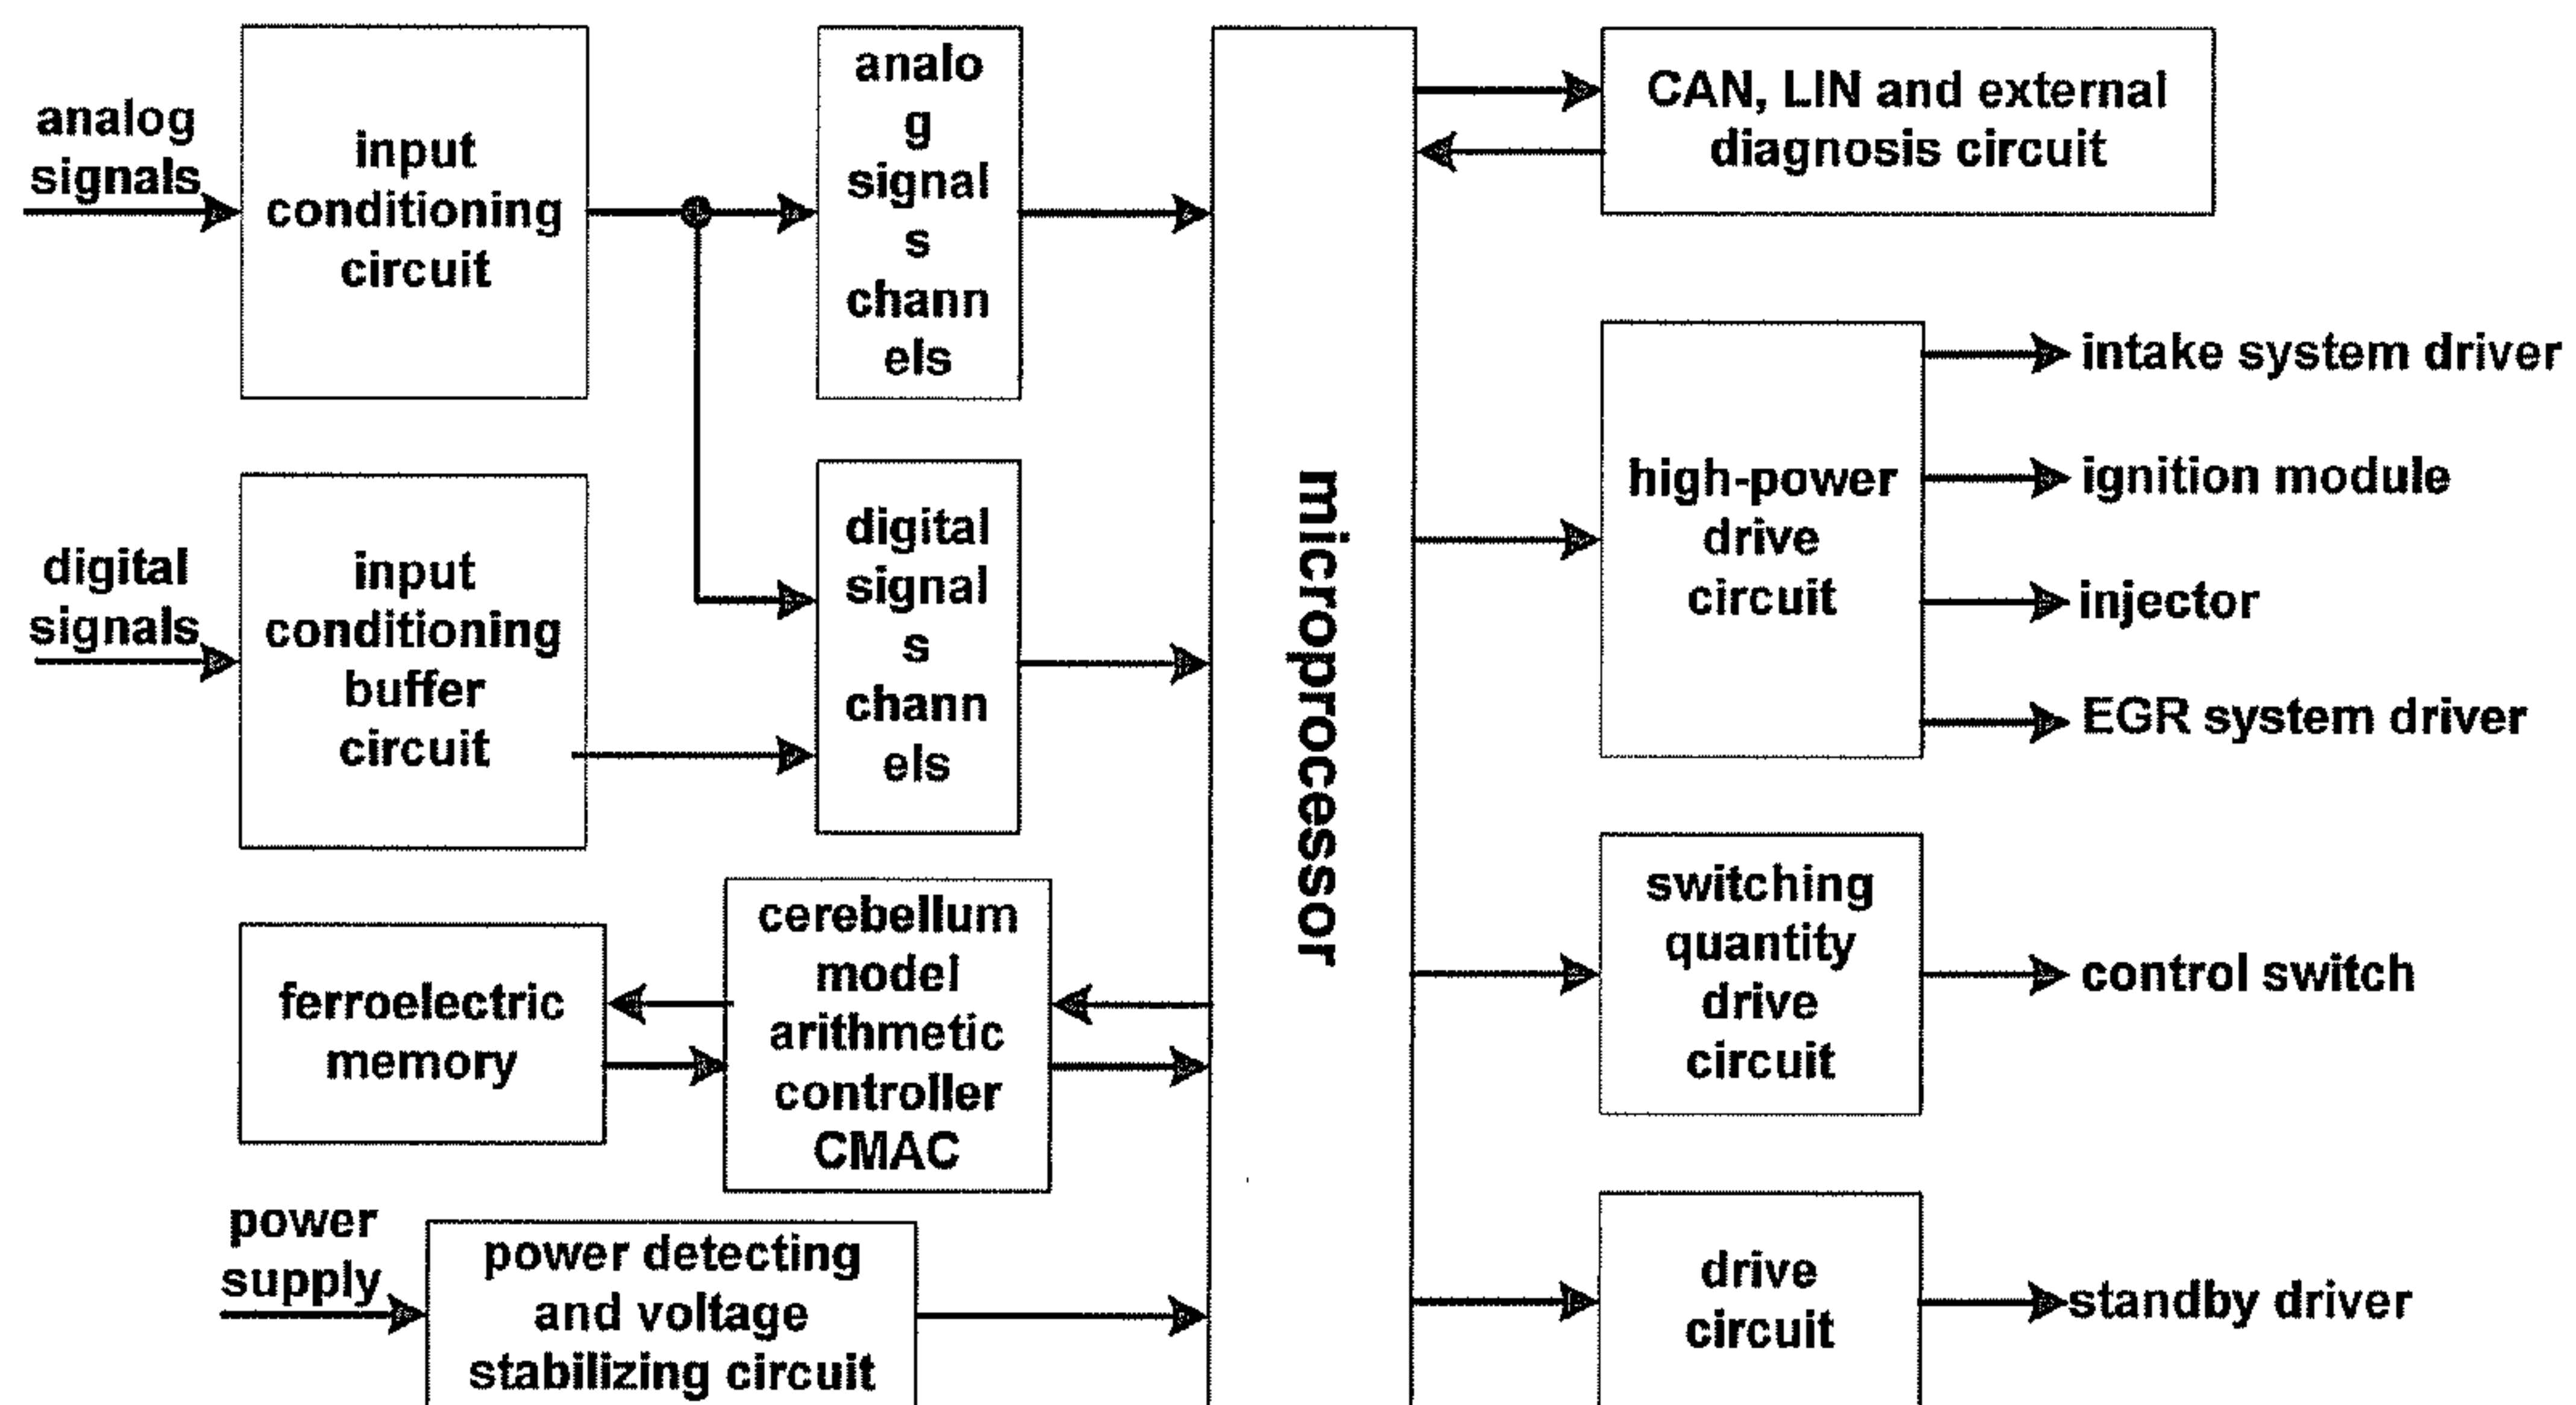 analog
signals
input
conditioning
circuit
analo
g
signal
s
chann
els
digital
signals
input
conditioning
buffer
circuit
digital
signal
s
chann
els
ferroelectric
memory
cerebellum
model
arithmetic
controller
CMAC
power
supply
power detecting
and voltage
stabilizing circuit
microprocessor
CAN, LIN and external
diagnosis circuit
high-power
drive
circuit
intake system driver
ignition module
injector
EGR system driver
switching
quantity
drive
circuit
control switch
drive
circuit
standby driver